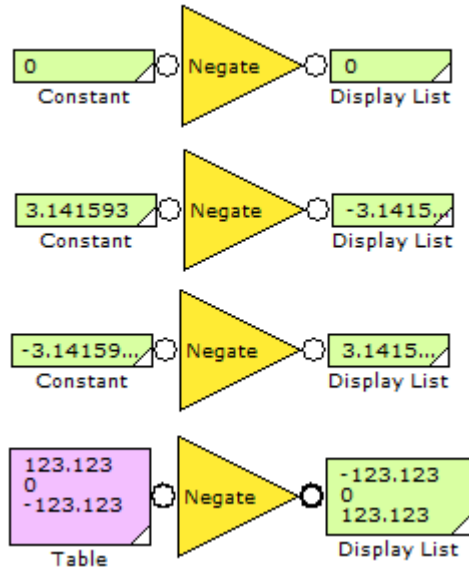 0 Negate 0
Constant Display List
3.141593 Negate -3.1415...
Constant Display List
-3.14159... Negate 3.1415...
Constant Display List
123.123
0
-123.123
Negate
-123.123
0
123.123
Table Display List